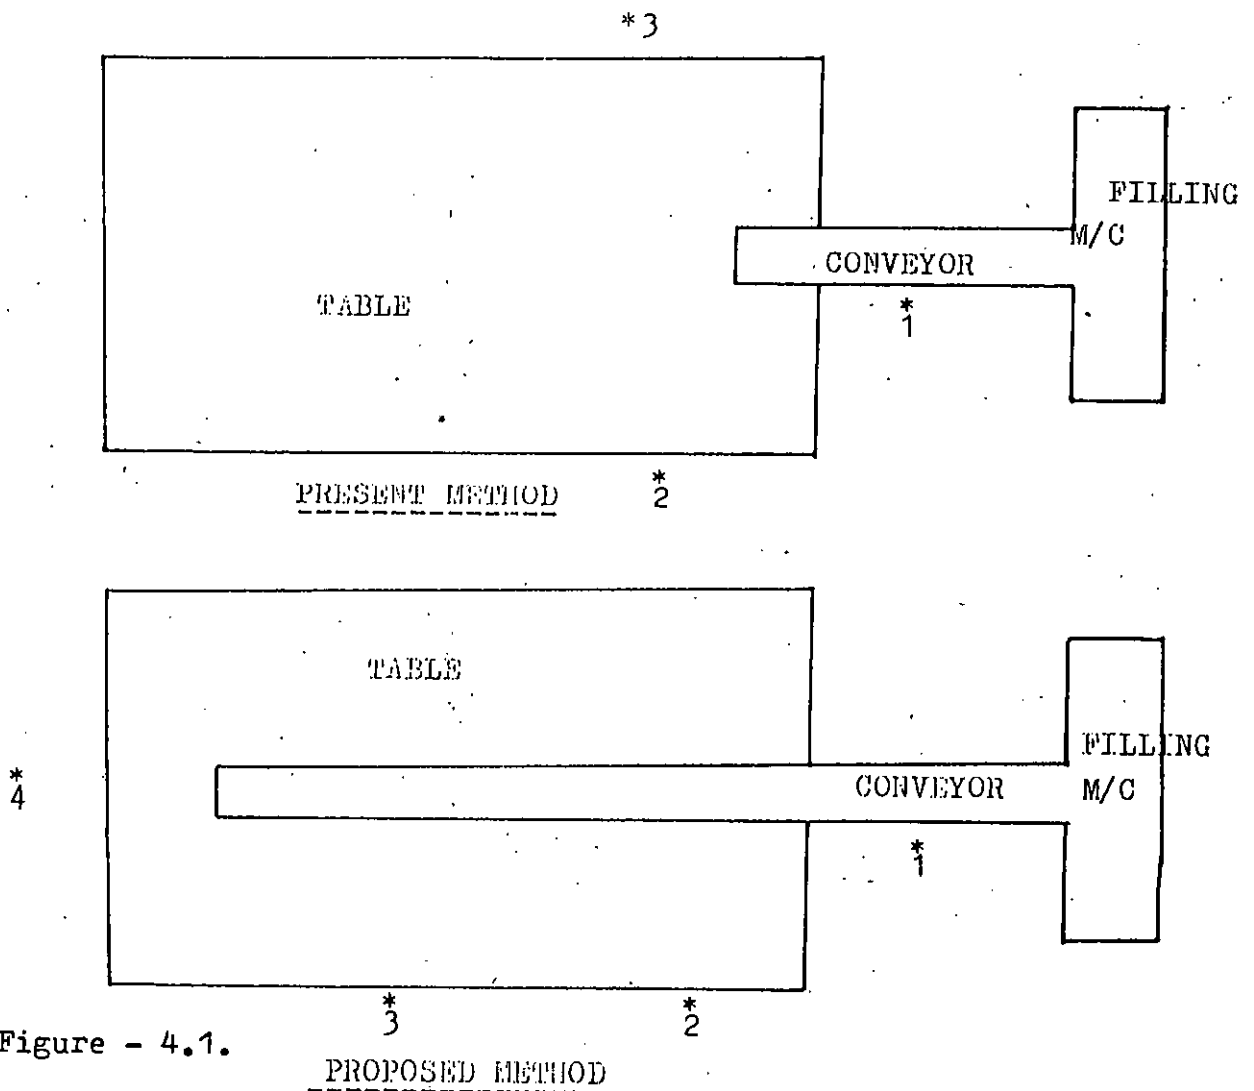 *3
FILLING
M/C
CONVEYOR
TABLE
*
1
PRESENT METHOD
*
2
TABLE
FILLING
*
4
CONVEYOR
M/C
*
1
*
3
*
2
Figure - 4.1.
PROPOSED METHOD